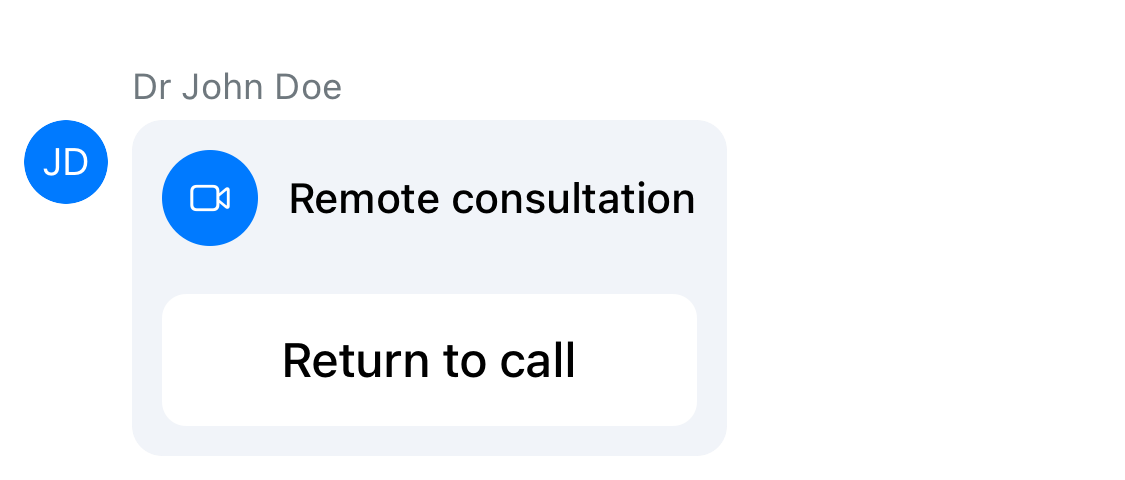 Dr John Doe
JD
Remote consultation
Return to call